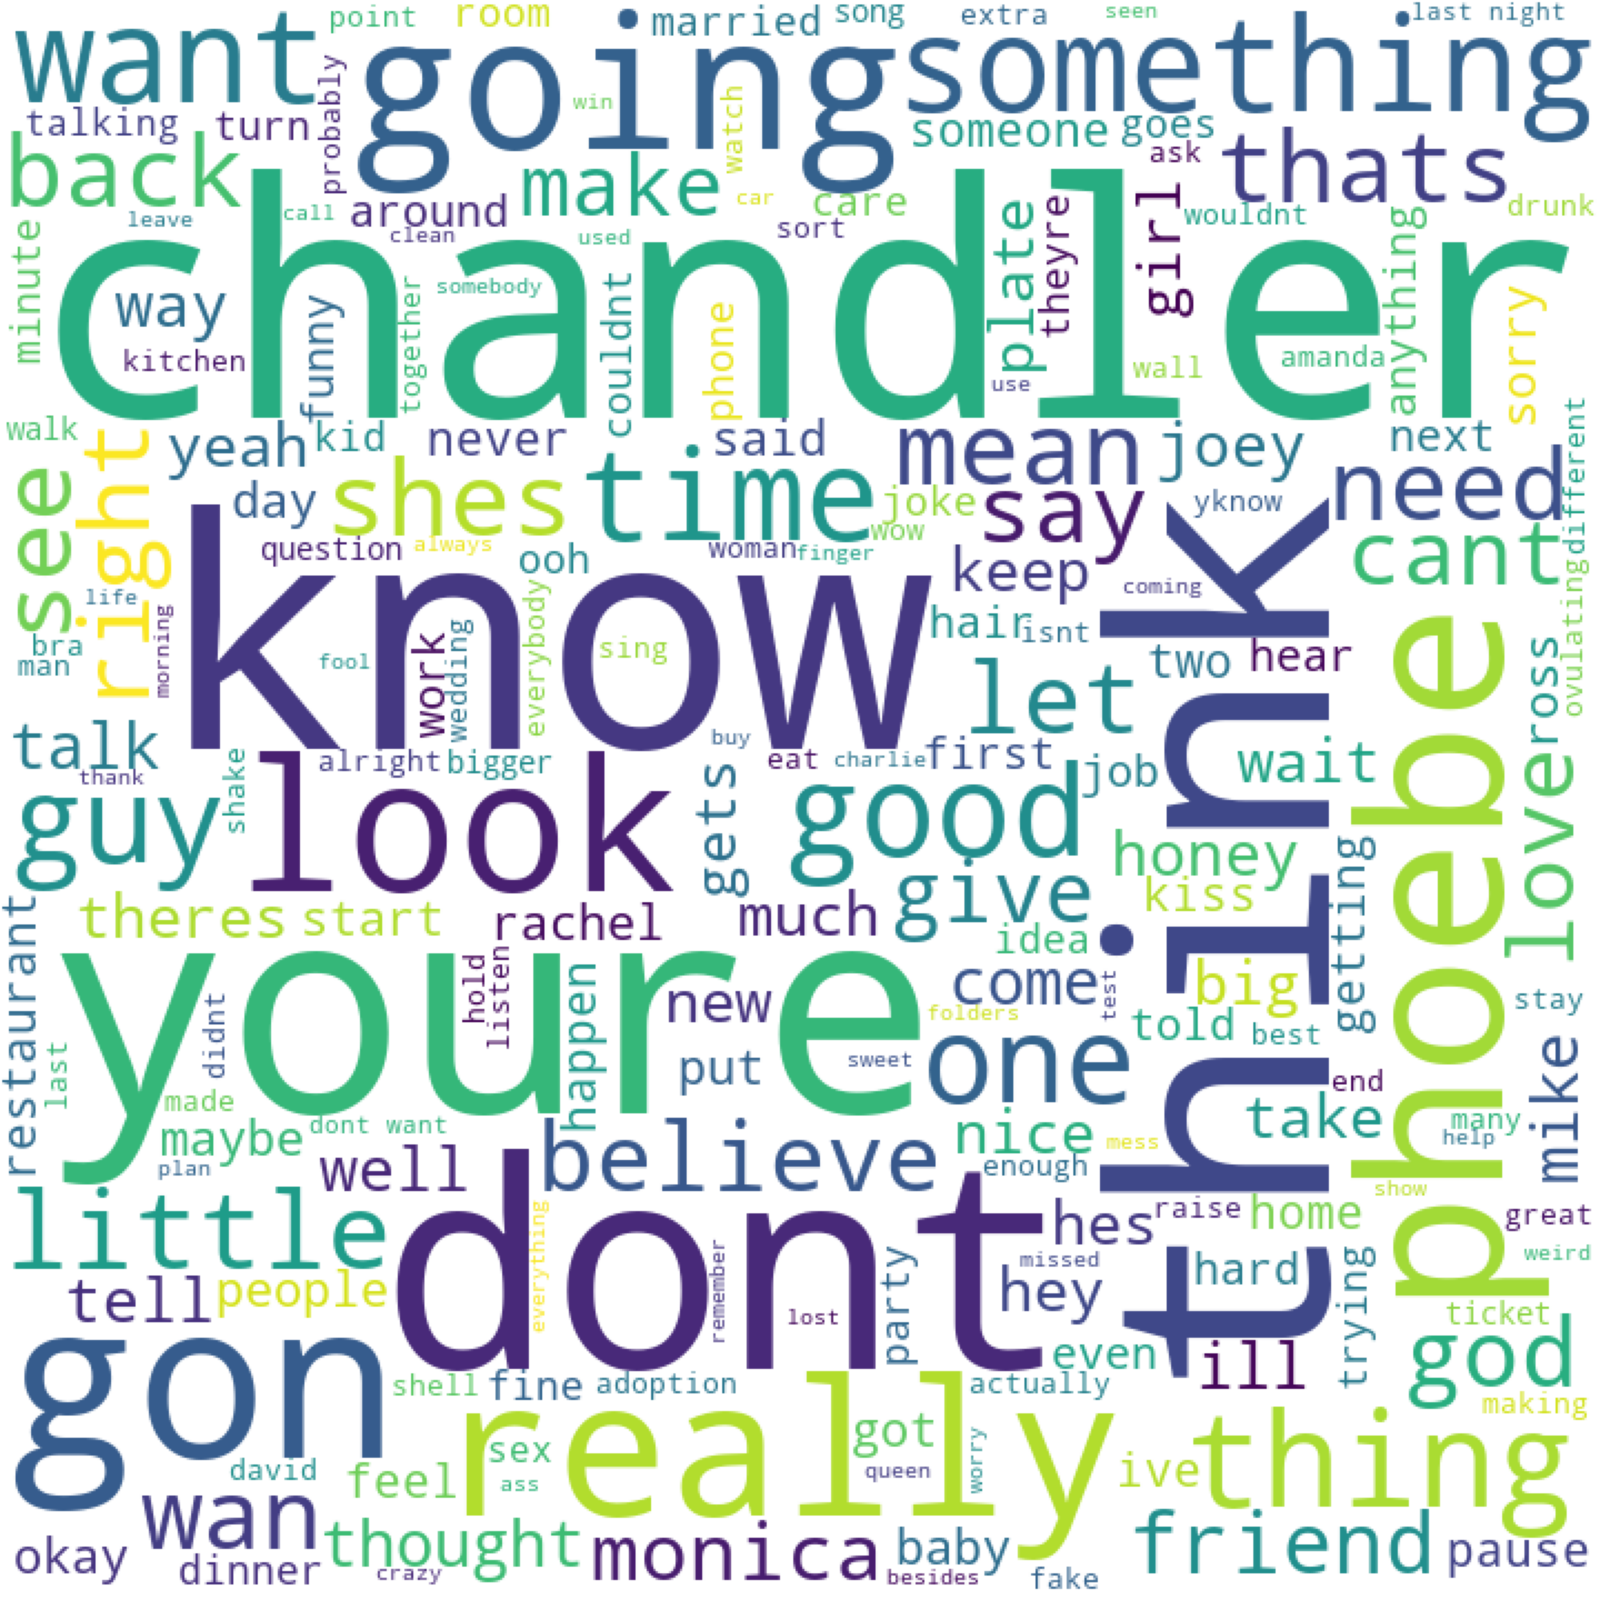 want
point
room
going
married
song
extra
seen
last night
something
talking
turn
probably
win
watch
someone
goes
ask
thats
back
make
car
care
girl
wouldnt
drunk
leave
call
around
clean
used
sort
plate
theyre
anything
minute
chandler
way
somebody
together
couldnt
phone
funny
kitchen
use
wall
amanda
sorry
walk
right
yeah
kid
never
said
mean
joey
next
different
see
day
shes
time
joke
wow
say
yknow
need
question
always
ooh
woman
finger
keep
coming
cant
life
bra
man
morning
know
fool
work
wedding
everybody
sing
hair
isnt
think
two
hear
phoebe
ross
ovulating
let
talk
thank
shake
alright
bigger
buy
eat
charlie
first
job
wait
love
guy
look
gets
good
honey
kiss
getting
restaurant
theres
start
rachel
much
give
idea
youre
hold
listen
happen
new
come
test
big
stay
last
didnt
folders
told
best
put
sweet
one
end
mike
made
maybe
dont want
plan
well
believe
nice
mess
enough
take
many
help
show
little
dont
everything
remember
lost
party
hes
raise
home
great
weird
missed
hey
hard
trying
tell
people
ticket
gon
shell
fine
adoption
even
actually
ill
god
making
really
david
feel
sex
ass
got
queen
worry
ive
thing
wan
okay
dinner
thought
crazy
monica
baby
besides
fake
friend
pause